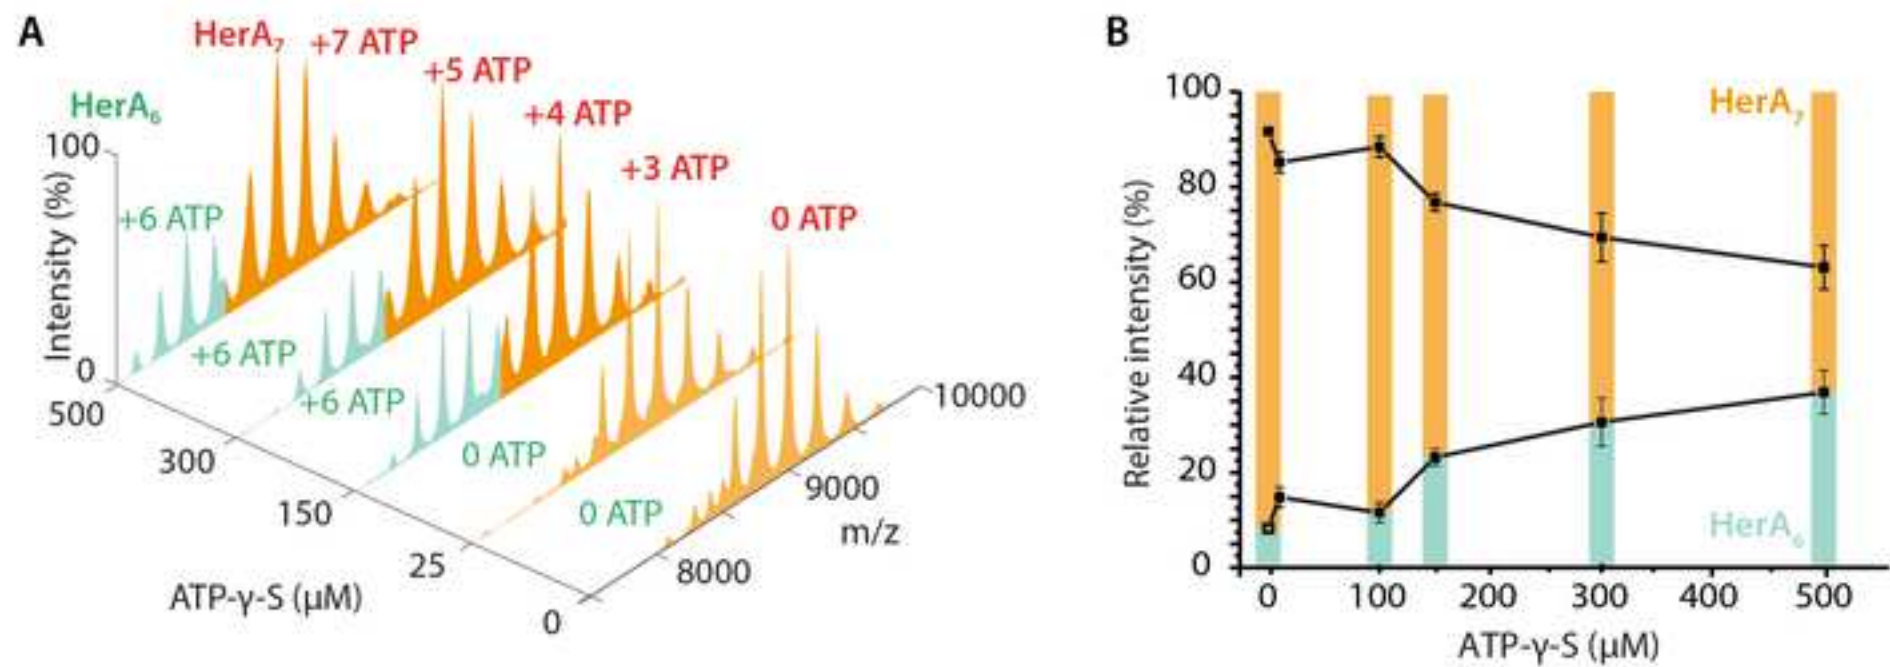 A
HerA₇
+7 ATP
+5 ATP
+4 ATP
+3 ATP
0 ATP
HerA₆
+6 ATP
+6 ATP
+6 ATP
0 ATP
0 ATP
Intensity (%)
100
0
500
300
150
25
0
ATP-γ-S (μM)
8000
9000
10000
m/z
B
Relative intensity (%)
100
80
60
40
20
0
HerA₇
HerA₆
0
100
200
300
400
500
ATP-γ-S (μM)